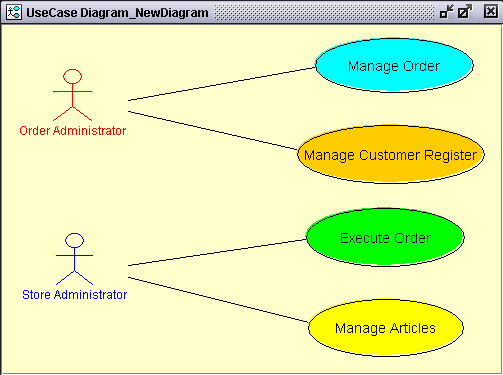 UseCase Diagram_NewDiagram
Manage Order
Order Administrator
Manage Customer Register
Execute Order
Store Administrator
Manage Articles